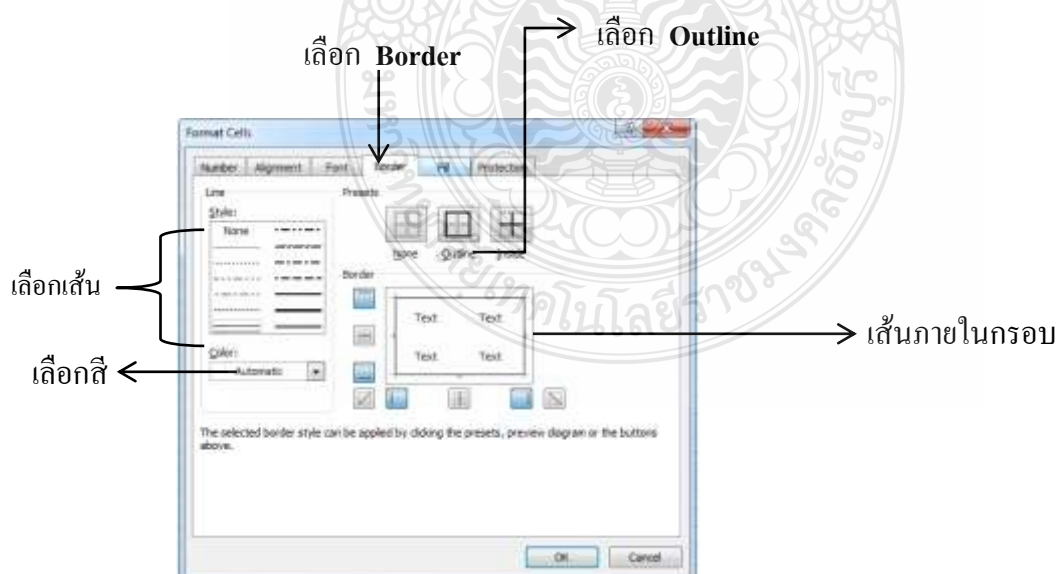 เลือก Outline
เลือก Border
Format Cells
Number Alignment Font Border Fill Protection
Line
Presets
Style:
None
None Outline Inside
เลือกเส้น
Border
Text Text
Text Text
เส้นภายในกรอบ
Color:
เลือกสี
Automatic
The selected border style can be applied by clicking the presets, preview diagram or the buttons
above.
OK Cancel